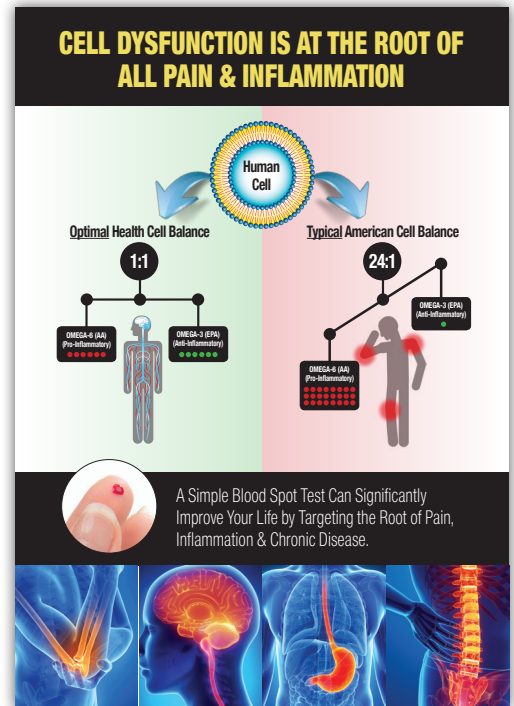 CELL DYSFUNCTION IS AT THE ROOT OF
ALL PAIN & INFLAMMATION
Human
Cell
Optimal Health Cell Balance
1:1
OMEGA-6 (AA)
(Pro-Inflammatory)
OMEGA-3 (EPA)
(Anti-Inflammatory)
Typical American Cell Balance
24:1
OMEGA-3 (EPA)
(Anti-Inflammatory)
OMEGA-6 (AA)
(Pro-Inflammatory)
A Simple Blood Spot Test Can Significantly
Improve Your Life by Targeting the Root of Pain,
Inflammation & Chronic Disease.